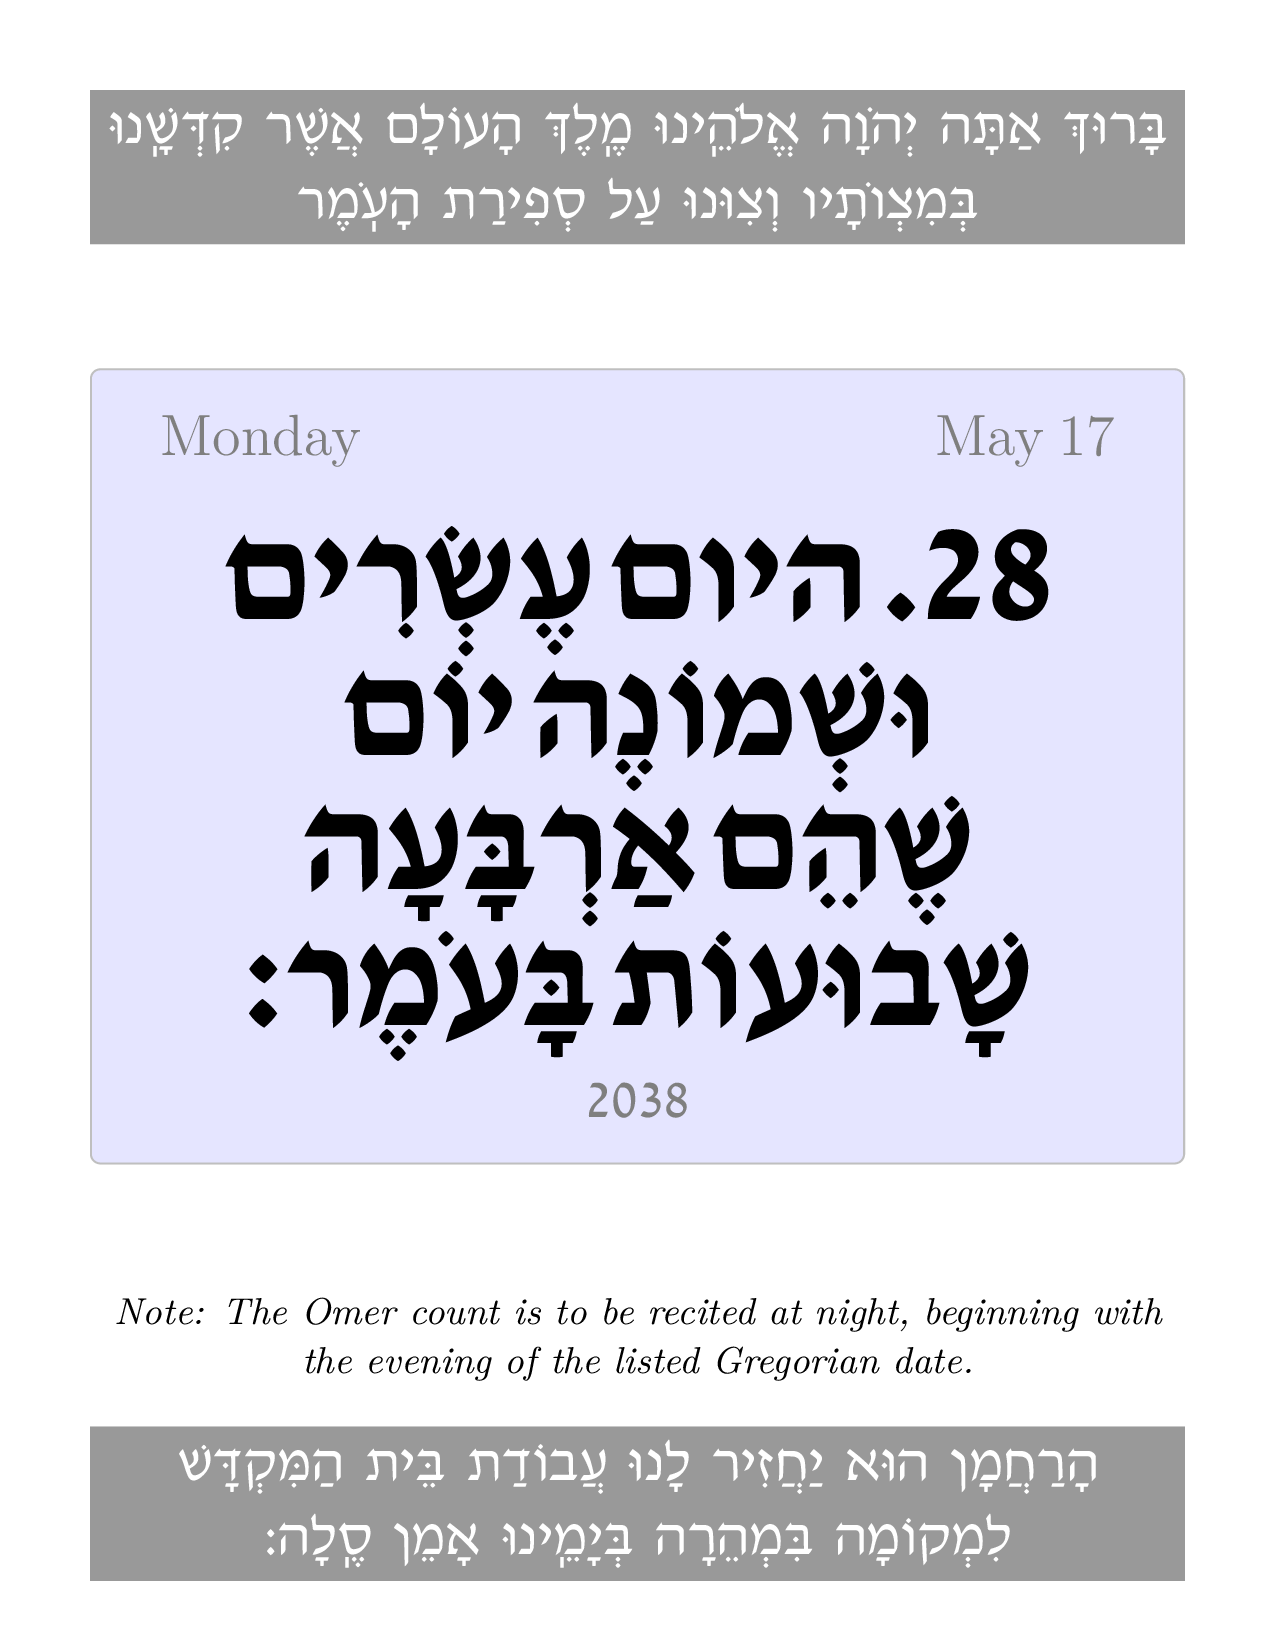 בָּרוּךְ אַתָּה יְהֹוָה אֱלֹהֵֽינוּ מֶֽלֶךְ הָעוֹלָם אֲשֶׁר קִדְּשָֽׁנוּ
בְּמִצְוֹתָיו וְצִוּנוּ עַל סְפִירַת הָעֹֽמֶר
Monday May 17
28. היום עֶשְׂרִים
וּשְׁמוֹנֶה יוֹם
שֶׁהֵם אַרְבָּעָה
שָׁבוּעוֹת בָּעֹמֶר:
2038
Note: The Omer count is to be recited at night, beginning with
the evening of the listed Gregorian date.
הָרַחֲמָן הוּא יַחֲזִיר לָנוּ עֲבוֹדַת בֵּית הַמִּקְדָּשׁ
לִמְקוֹמָהּ בִּמְהֵרָה בְּיָמֵֽינוּ אָמֵן סֶֽלָה: